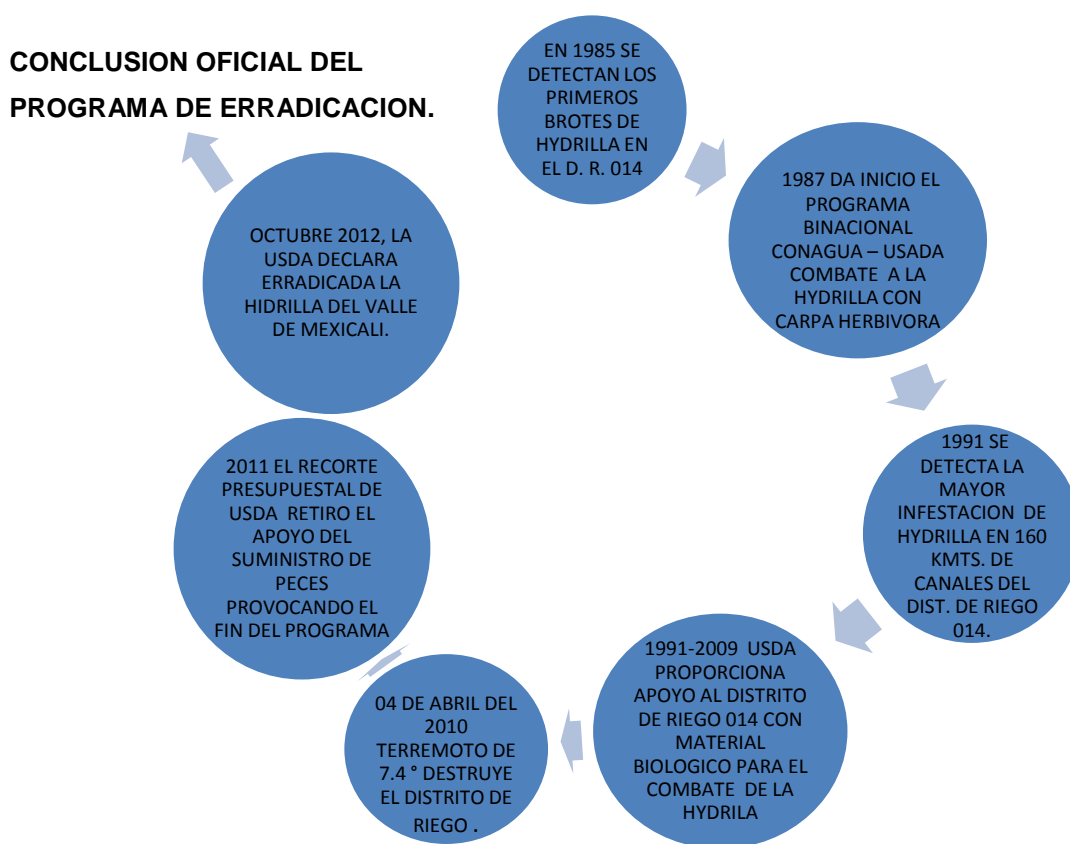 CONCLUSION OFICIAL DEL
PROGRAMA DE ERRADICACION.
EN 1985 SE
DETECTAN LOS
PRIMEROS
BROTES DE
HYDRILLA EN
EL D. R. 014
1987 DA INICIO EL
PROGRAMA
BINACIONAL
CONAGUA – USADA
COMBATE A LA
HYDRILLA CON
CARPA HERBIVORA
1991 SE
DETECTA LA
MAYOR
INFESTACION DE
HYDRILLA EN 160
KMTS. DE
CANALES DEL
DIST. DE RIEGO
014.
1991-2009 USDA
PROPORCIONA
APOYO AL DISTRITO
DE RIEGO 014 CON
MATERIAL
BIOLOGICO PARA EL
COMBATE DE LA
HYDRILA
04 DE ABRIL DEL
2010
TERREMOTO DE
7.4 ° DESTRUYE
EL DISTRITO DE
RIEGO .
2011 EL RECORTE
PRESUPUESTAL DE
USDA RETIRO EL
APOYO DEL
SUMINISTRO DE
PECES
PROVOCANDO EL
FIN DEL PROGRAMA
OCTUBRE 2012, LA
USDA DECLARA
ERRADICADA LA
HIDRILLA DEL VALLE
DE MEXICALI.